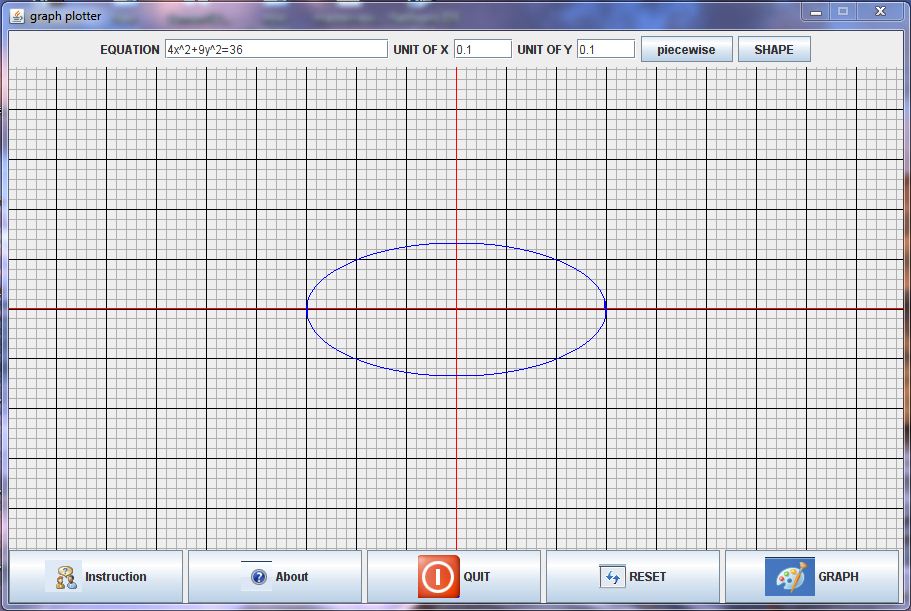 graph plotter
EQUATION 4x^2+9y^2=36 UNIT OF X 0.1 UNIT OF Y 0.1 piecewise SHAPE
Instruction About QUIT RESET GRAPH